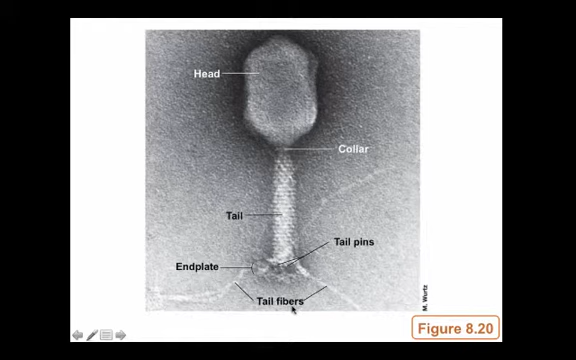 Head
Collar
Tail
Tail pins
Endplate
Tail fibers
M. Wurtz
Figure 8.20